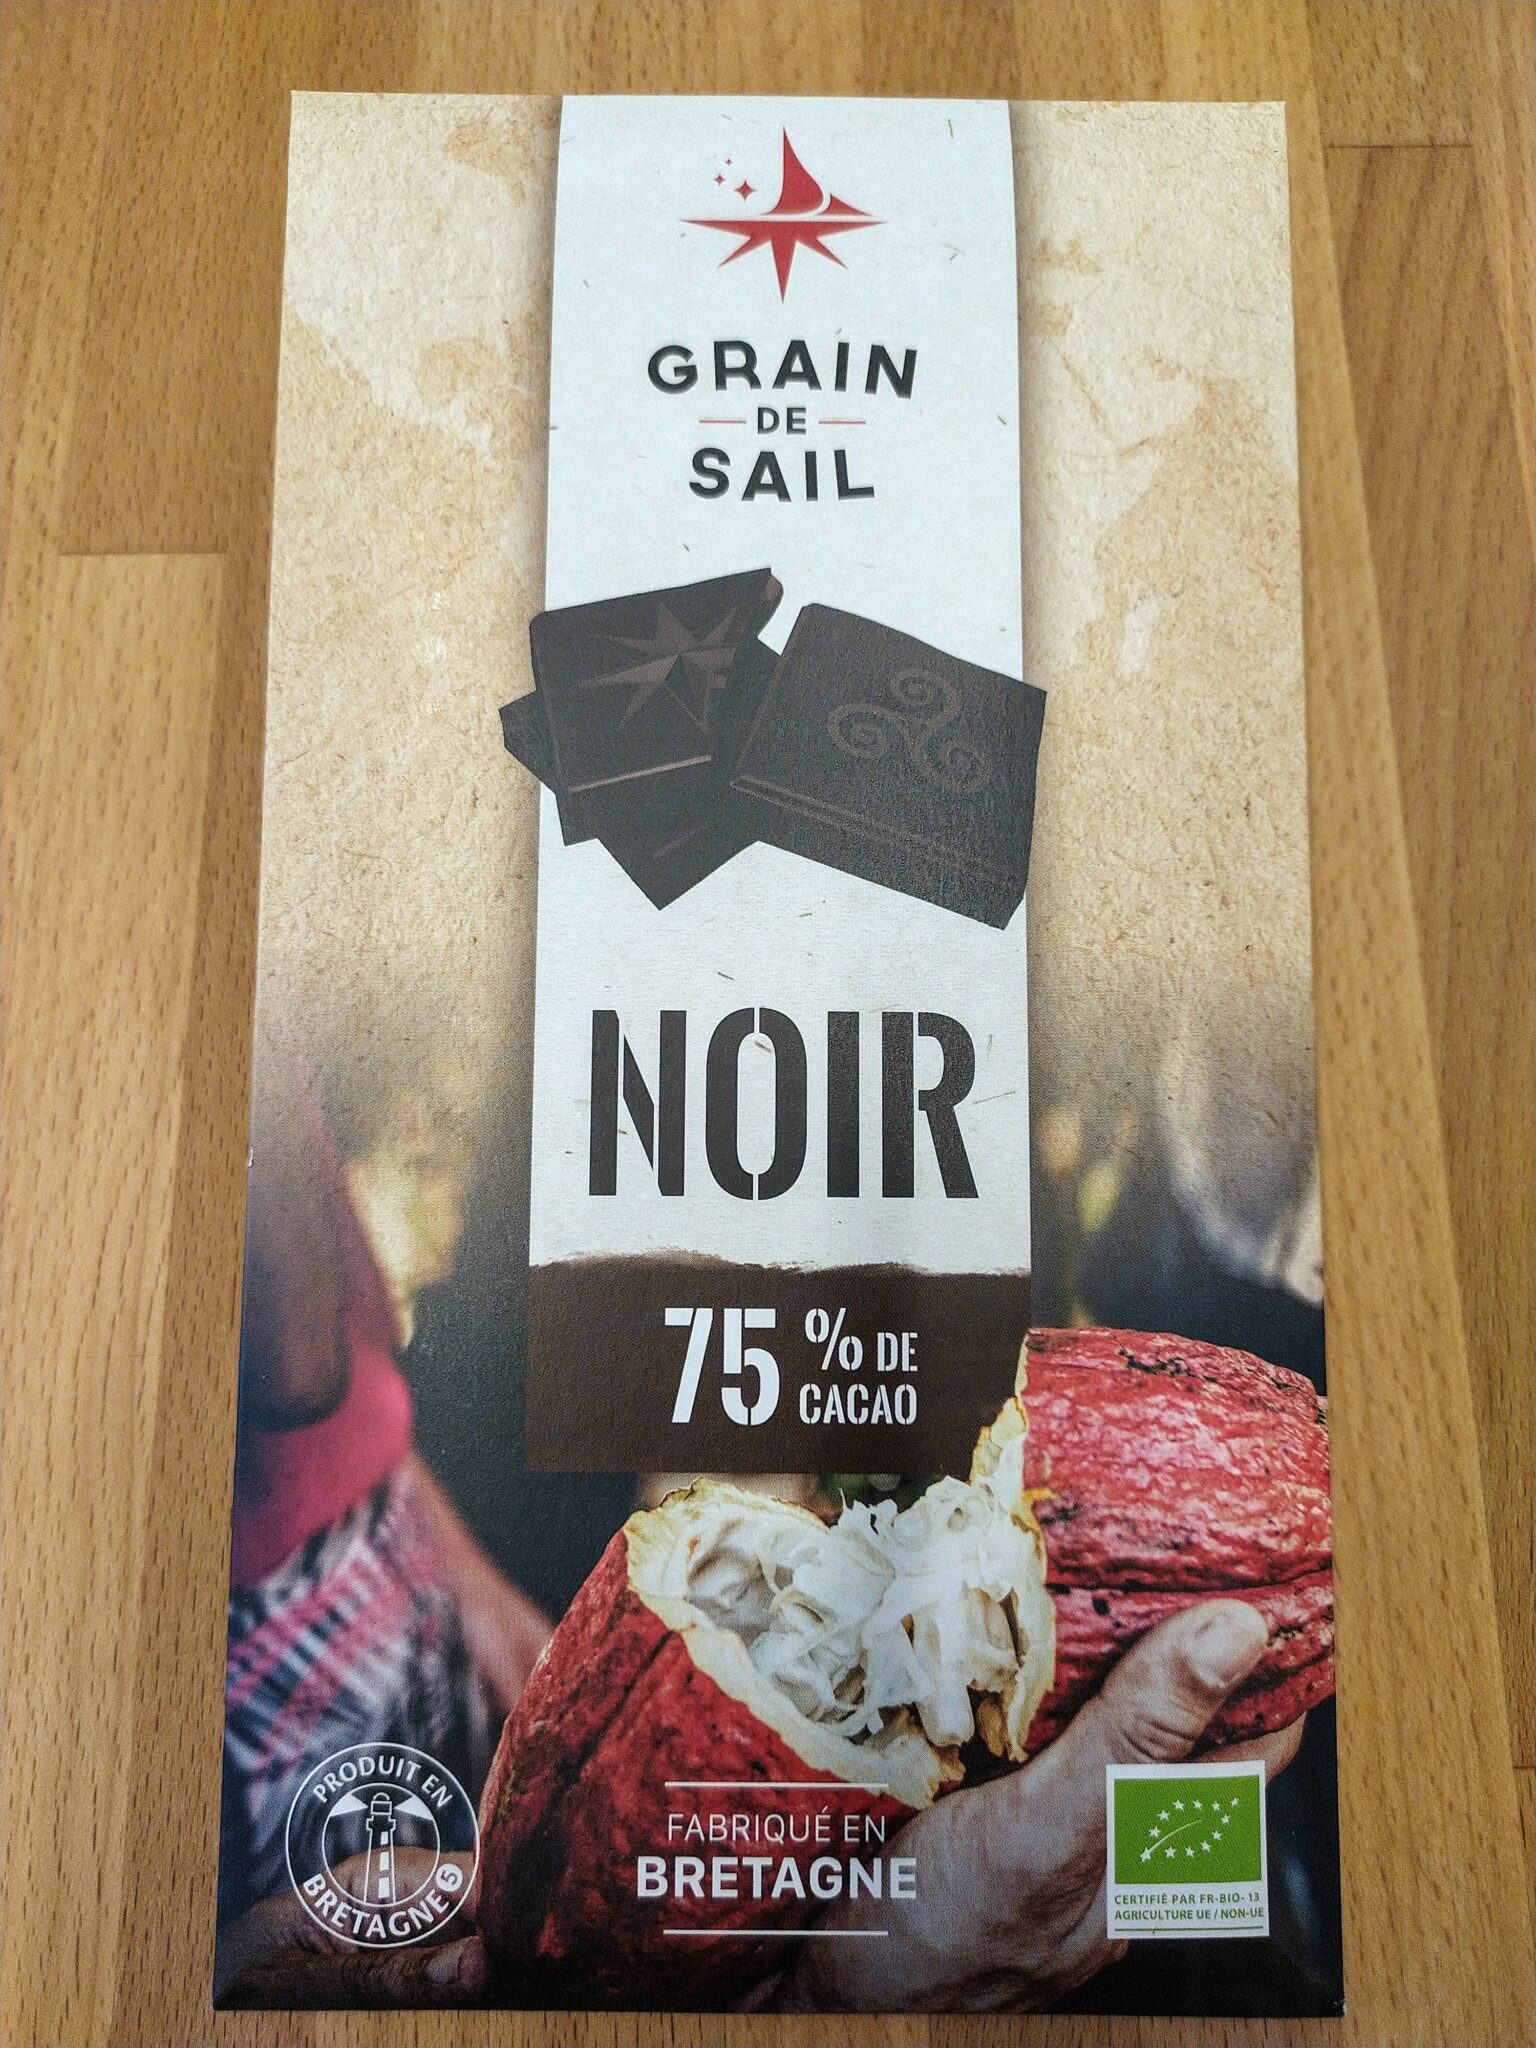 GRAIN
DE
SAIL
NOIR
75 % DE
CACAO
PRODUIT EN
BRETAGNE 5
FABRIQUÉ EN
BRETAGNE
CERTIFIÉ PAR FR-BIO-13
AGRICULTURE UE / NON-UE